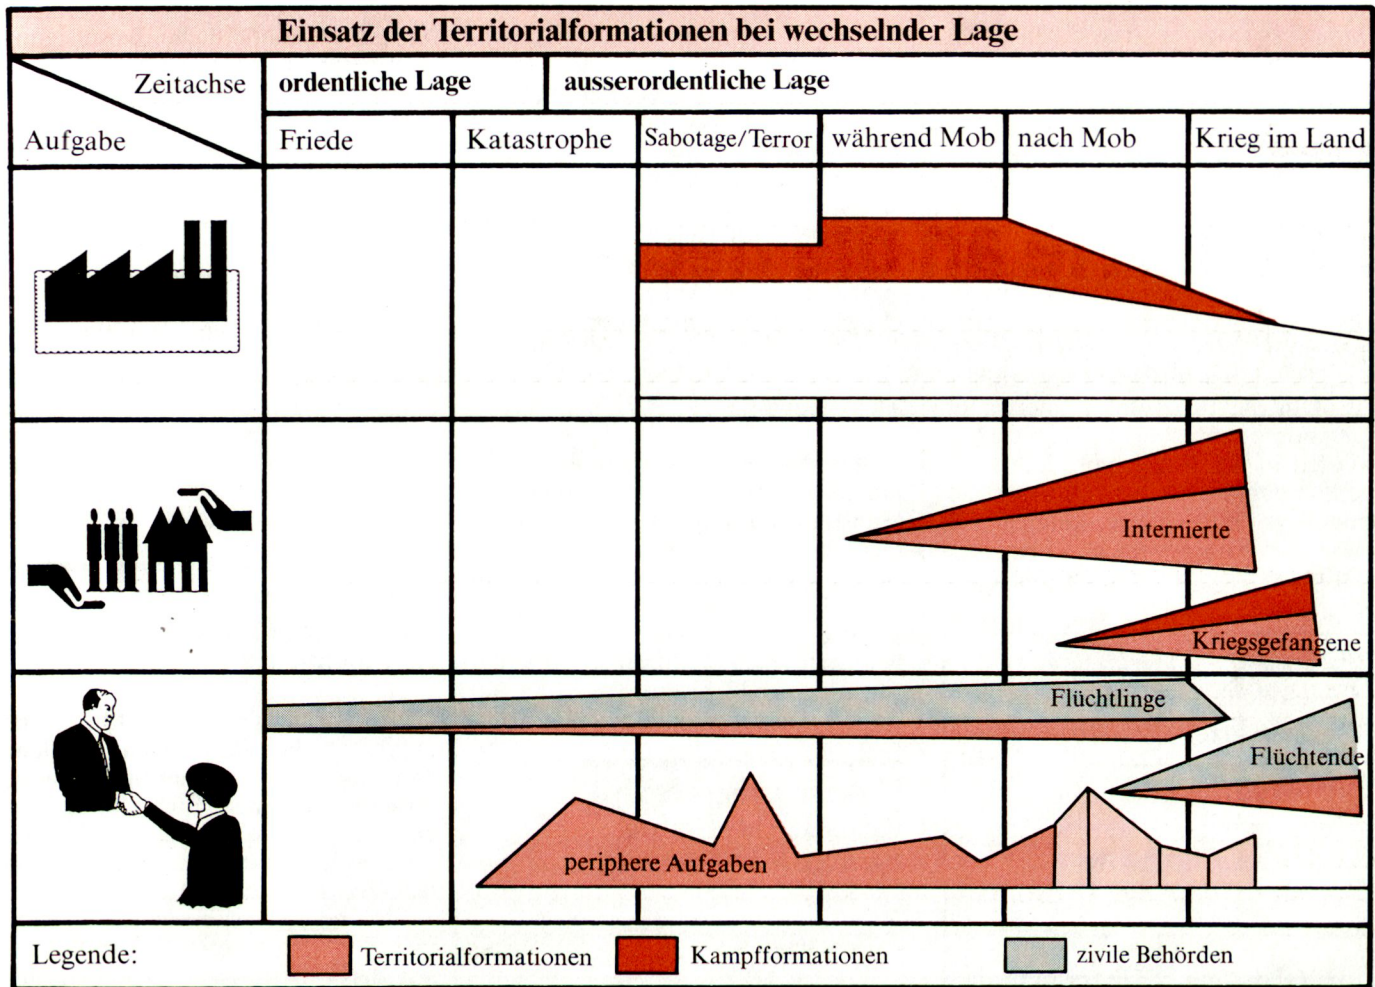 Einsatz der Territorialformationen bei wechselnder Lage
Zeitachse
Aufgabe
ordentliche Lage
ausserordentliche Lage
Friede
Katastrophe
Sabotage/Terror
während Mob
nach Mob
Krieg im Land
Internierte
Kriegsgefangene
Flüchtlinge
Flüchtende
periphere Aufgaben
Legende:
Territorialformationen
Kampfformationen
zivile Behörden